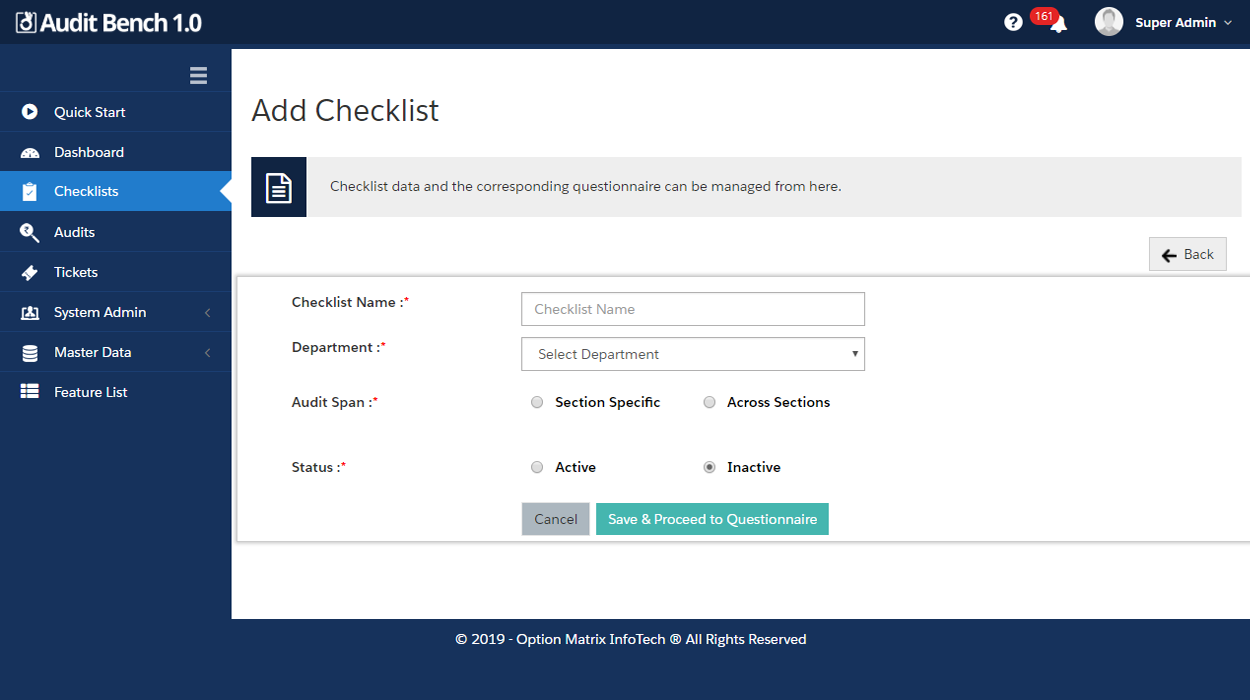 Audit Bench 1.0
161
Super Admin
Quick Start
Dashboard
Checklists
Audits
Tickets
System Admin
Master Data
Feature List
Add Checklist
Checklist data and the corresponding questionnaire can be managed from here.
Back
Checklist Name :*
Checklist Name
Department :*
Select Department
Audit Span :*
Section Specific
Across Sections
Status :*
Active
Inactive
Cancel
Save & Proceed to Questionnaire
© 2019 - Option Matrix InfoTech ® All Rights Reserved